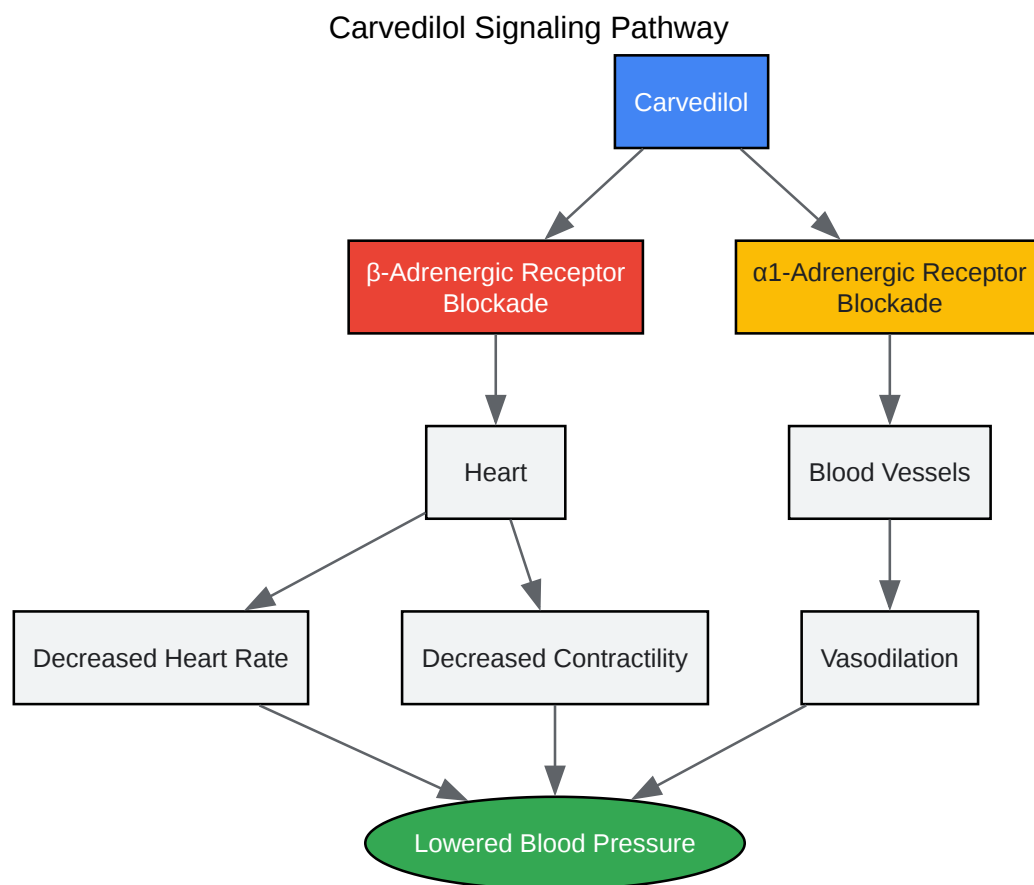 Carvedilol Signaling Pathway
Carvedilol
β-Adrenergic Receptor
Blockade
α1-Adrenergic Receptor
Blockade
Heart
Blood Vessels
Decreased Heart Rate
Decreased Contractility
Vasodilation
Lowered Blood Pressure